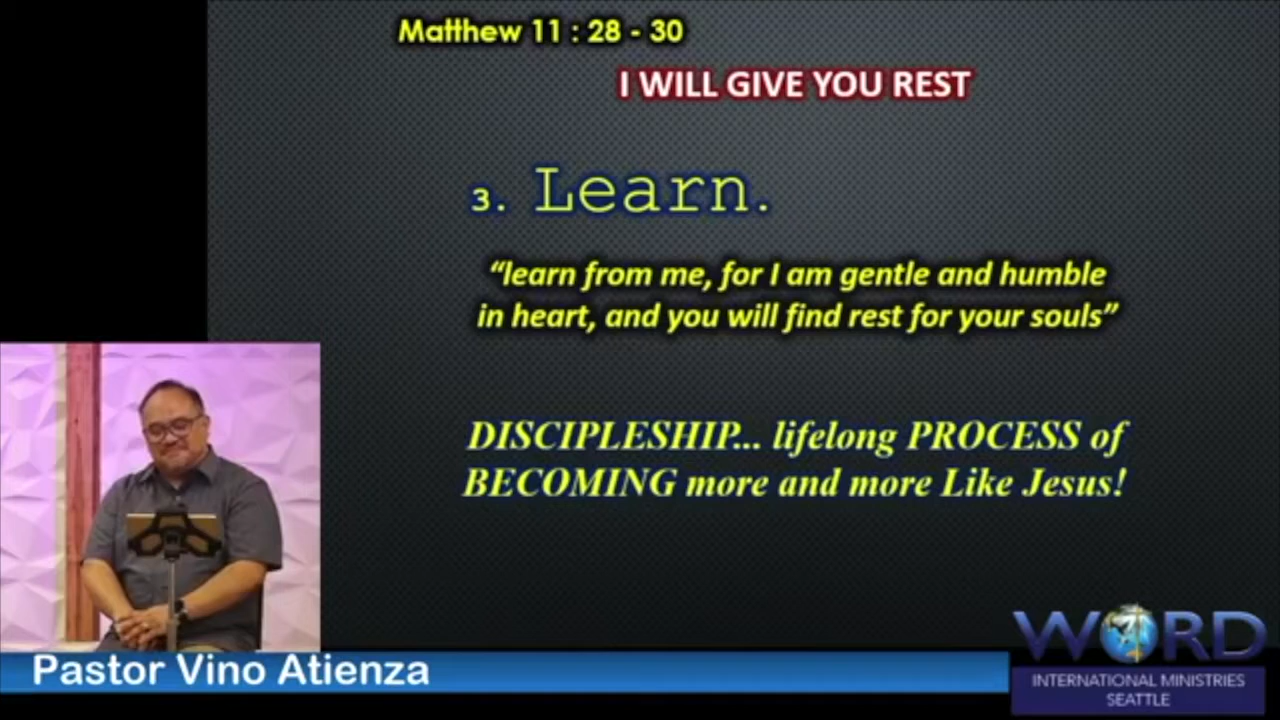 Matthew 11 : 28 - 30
I WILL GIVE YOU REST
3. Learn.
“learn from me, for I am gentle and humble
in heart, and you will find rest for your souls”
DISCIPLESHIP... lifelong PROCESS of
BECOMING more and more Like Jesus!
Pastor Vino Atienza
WORD
INTERNATIONAL MINISTRIES
SEATTLE